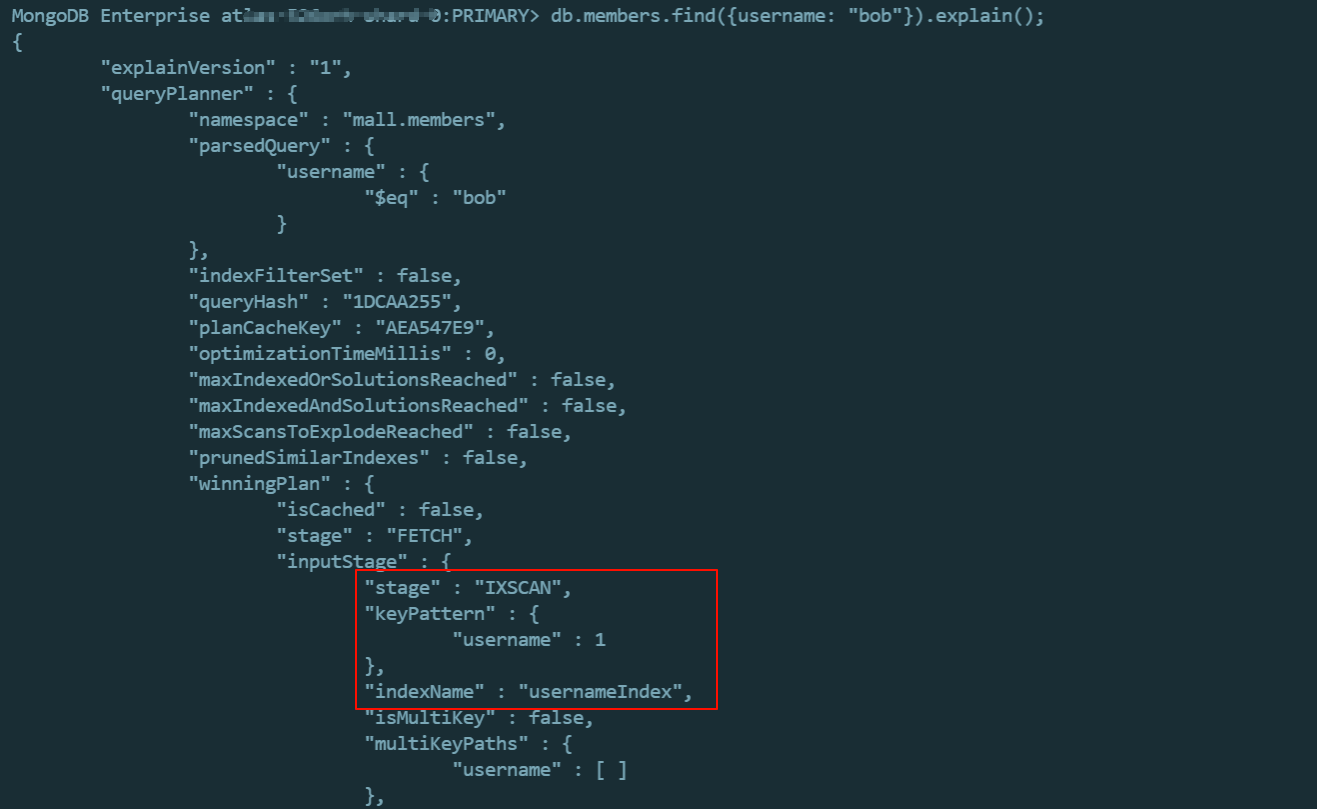 MongoDB Enterprise 0:PRIMARY> db.members.find({username: "bob"}).explain();
{
"explainVersion" : "1",
"queryPlanner" : {
"namespace" : "mall.members",
"parsedQuery" : {
"username" : {
"$eq" : "bob"
}
},
"indexFilterSet" : false,
"queryHash" : "1DCAA255",
"planCacheKey" : "AEA547E9",
"optimizationTimeMillis" : 0,
"maxIndexedOrSolutionsReached" : false,
"maxIndexedAndSolutionsReached" : false,
"maxScansToExplodeReached" : false,
"prunedSimilarIndexes" : false,
"winningPlan" : {
"isCached" : false,
"stage" : "FETCH",
"inputStage" : {
"stage" : "IXSCAN",
"keyPattern" : {
"username" : 1
},
"indexName" : "usernameIndex",
"isMultiKey" : false,
"multiKeyPaths" : {
"username" : [ ]
},